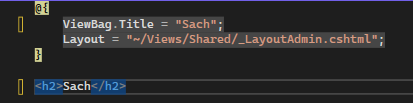 @{
ViewBag.Title = "Sach";
Layout = "~/Views/Shared/_LayoutAdmin.cshtml";
}
<h2>Sach</h2>